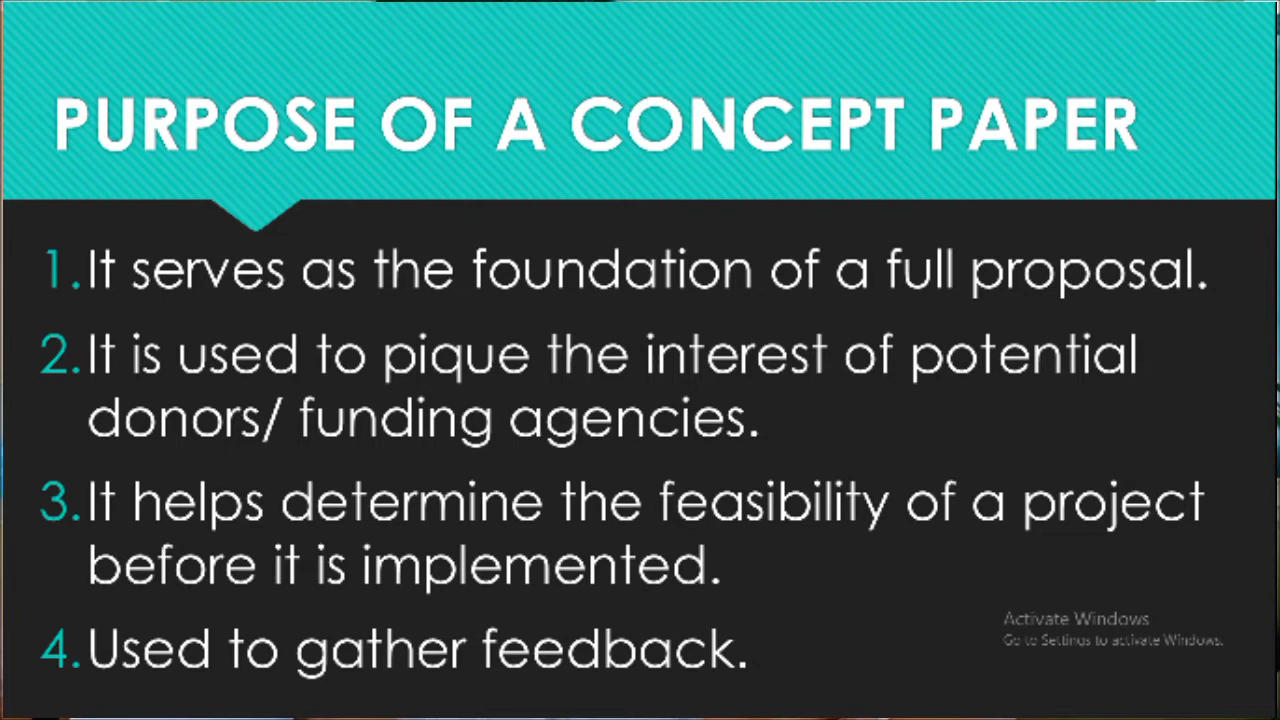 PURPOSE OF A CONCEPT PAPER
1. It serves as the foundation of a full proposal.
2. It is used to pique the interest of potential
donors/ funding agencies.
3. It helps determine the feasibility of a project
before it is implemented.
4. Used to gather feedback.
Activate Windows
Go to Settings to activate Windows.